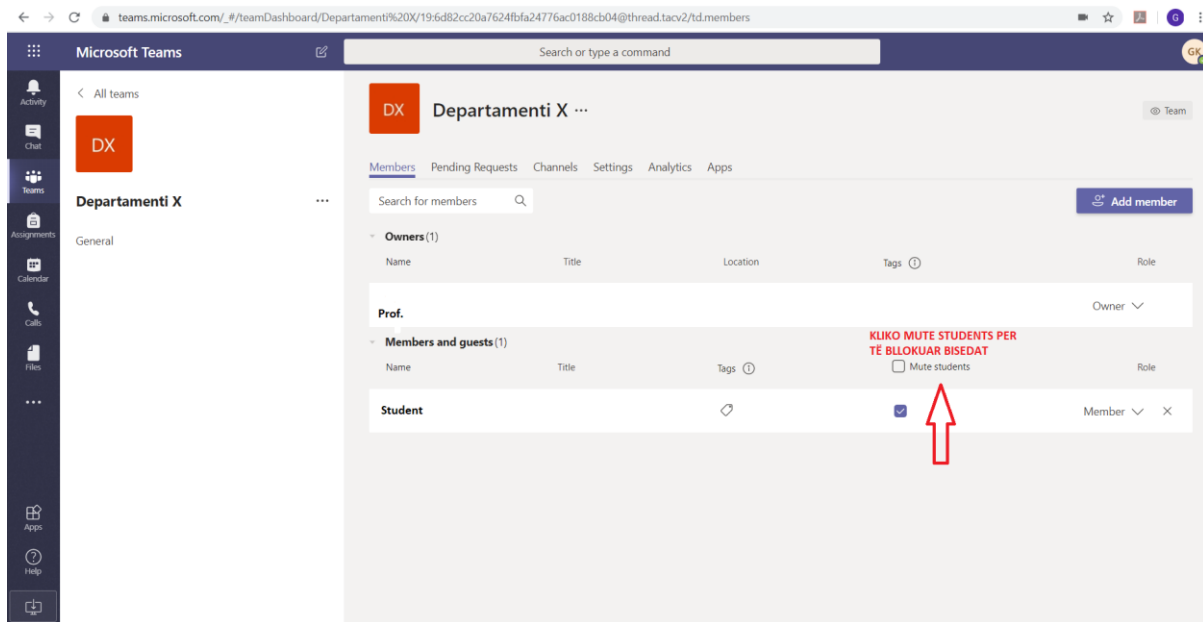 teams.microsoft.com/_#/teamDashboard/Departamenti%20X/19:6d82cc20a7624fbfa24776ac0188cb04@thread.tacv2/td.members
G
Microsoft Teams
Search or type a command
GK
Activity
Chat
Teams
Assignments
Calendar
Calls
Files
Apps
Help
All teams
DX
Departamenti X
General
DX
Departamenti X
Team
Members Pending Requests Channels Settings Analytics Apps
Search for members
Add member
Owners (1)
Name Title Location Tags Role
Prof. Owner
Members and guests (1)
KLIKO MUTE STUDENTS PER
TË BLLOKUAR BISEDAT
Name Title Tags Mute students Role
Student Member